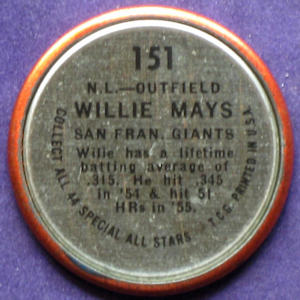 151
N.L.—OUTFIELD
WILLIE MAYS
SAN FRAN. GIANTS
Willie has a lifetime
batting average of
.315. He hit .345
in '54 & hit 51
HRs in '55.
COLLECT ALL 44 SPECIAL ALL STARS — T.C.G. PRINTED IN U.S.A.